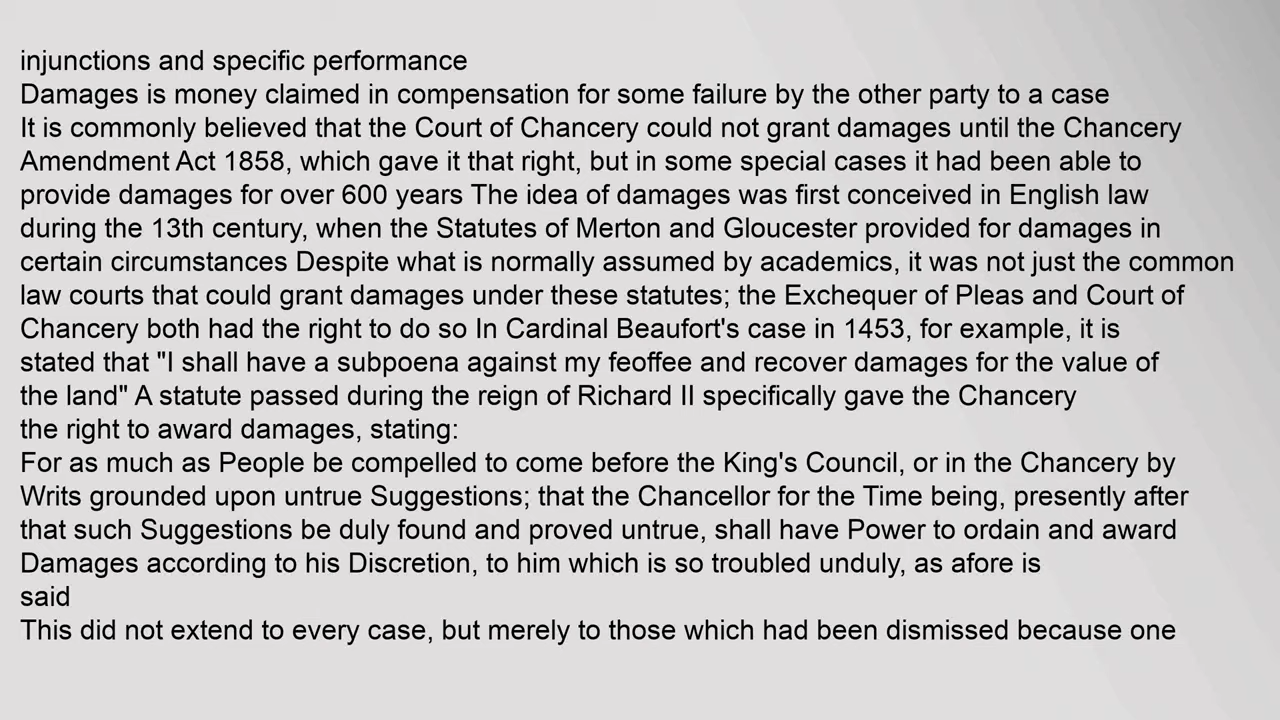 injunctions and specific performance
Damages is money claimed in compensation for some failure by the other party to a case
It is commonly believed that the Court of Chancery could not grant damages until the Chancery
Amendment Act 1858, which gave it that right, but in some special cases it had been able to
provide damages for over 600 years The idea of damages was first conceived in English law
during the 13th century, when the Statutes of Merton and Gloucester provided for damages in
certain circumstances Despite what is normally assumed by academics, it was not just the common
law courts that could grant damages under these statutes; the Exchequer of Pleas and Court of
Chancery both had the right to do so In Cardinal Beaufort's case in 1453, for example, it is
stated that "I shall have a subpoena against my feoffee and recover damages for the value of
the land" A statute passed during the reign of Richard II specifically gave the Chancery
the right to award damages, stating:
For as much as People be compelled to come before the King's Council, or in the Chancery by
Writs grounded upon untrue Suggestions; that the Chancellor for the Time being, presently after
that such Suggestions be duly found and proved untrue, shall have Power to ordain and award
Damages according to his Discretion, to him which is so troubled unduly, as afore is
said
This did not extend to every case, but merely to those which had been dismissed because one